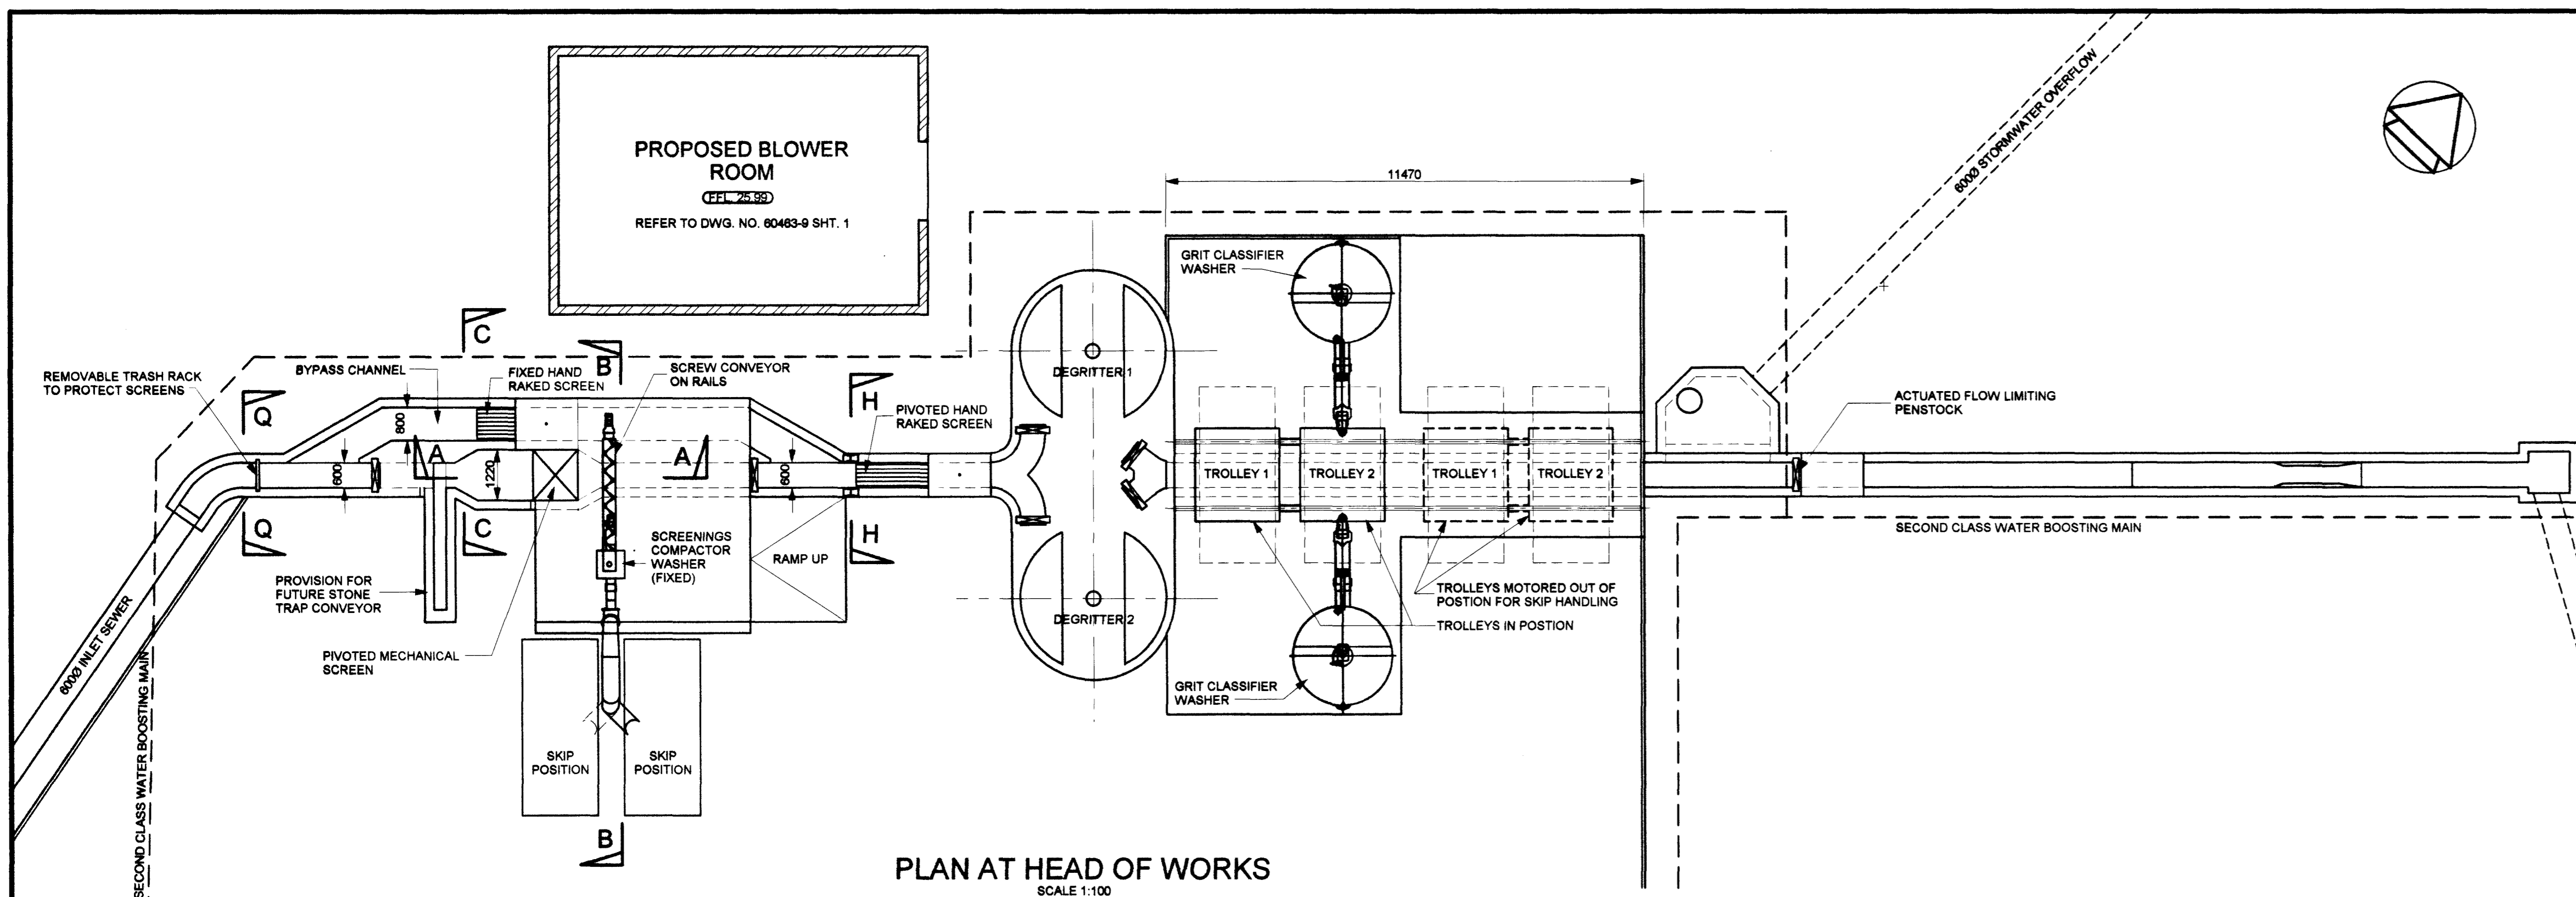 PROPOSED BLOWER
ROOM
FFL 25.99
REFER TO DWG. NO. 60463-9 SHT. 1
11470
600Ø STORMWATER OVERFLOW
GRIT CLASSIFIER
WASHER
C
B
REMOVABLE TRASH RACK
TO PROTECT SCREENS
BYPASS CHANNEL
FIXED HAND
RAKED SCREEN
SCREW CONVEYOR
ON RAILS
DEGRITTER 1
Q
H
PIVOTED HAND
RAKED SCREEN
ACTUATED FLOW LIMITING
PENSTOCK
800
A
A
600
1220
600
TROLLEY 1
TROLLEY 2
TROLLEY 1
TROLLEY 2
Q
C
H
SECOND CLASS WATER BOOSTING MAIN
SCREENINGS
COMPACTOR
WASHER
(FIXED)
RAMP UP
PROVISION FOR
FUTURE STONE
TRAP CONVEYOR
TROLLEYS MOTORED OUT OF
POSTION FOR SKIP HANDLING
TROLLEYS IN POSTION
DEGRITTER 2
600Ø INLET SEWER
SECOND CLASS WATER BOOSTING MAIN
PIVOTED MECHANICAL
SCREEN
GRIT CLASSIFIER
WASHER
SKIP
POSITION
SKIP
POSITION
B
PLAN AT HEAD OF WORKS
SCALE 1:100